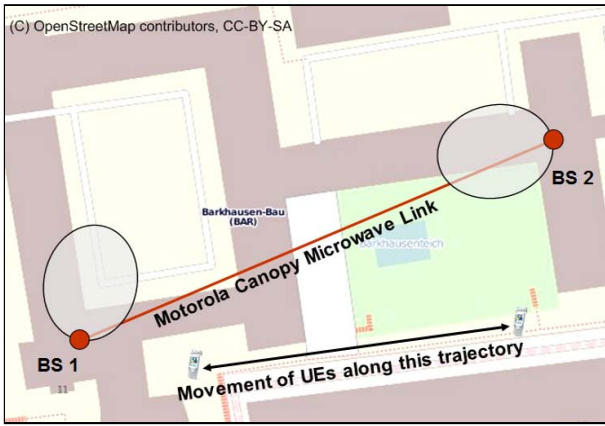 (C) OpenStreetMap contributors, CC-BY-SA
BS 2
Barkhausen-Bau
(BAR)
Barkhausenteich
Motorola Canopy Microwave Link
BS 1
Movement of UEs along this trajectory
11